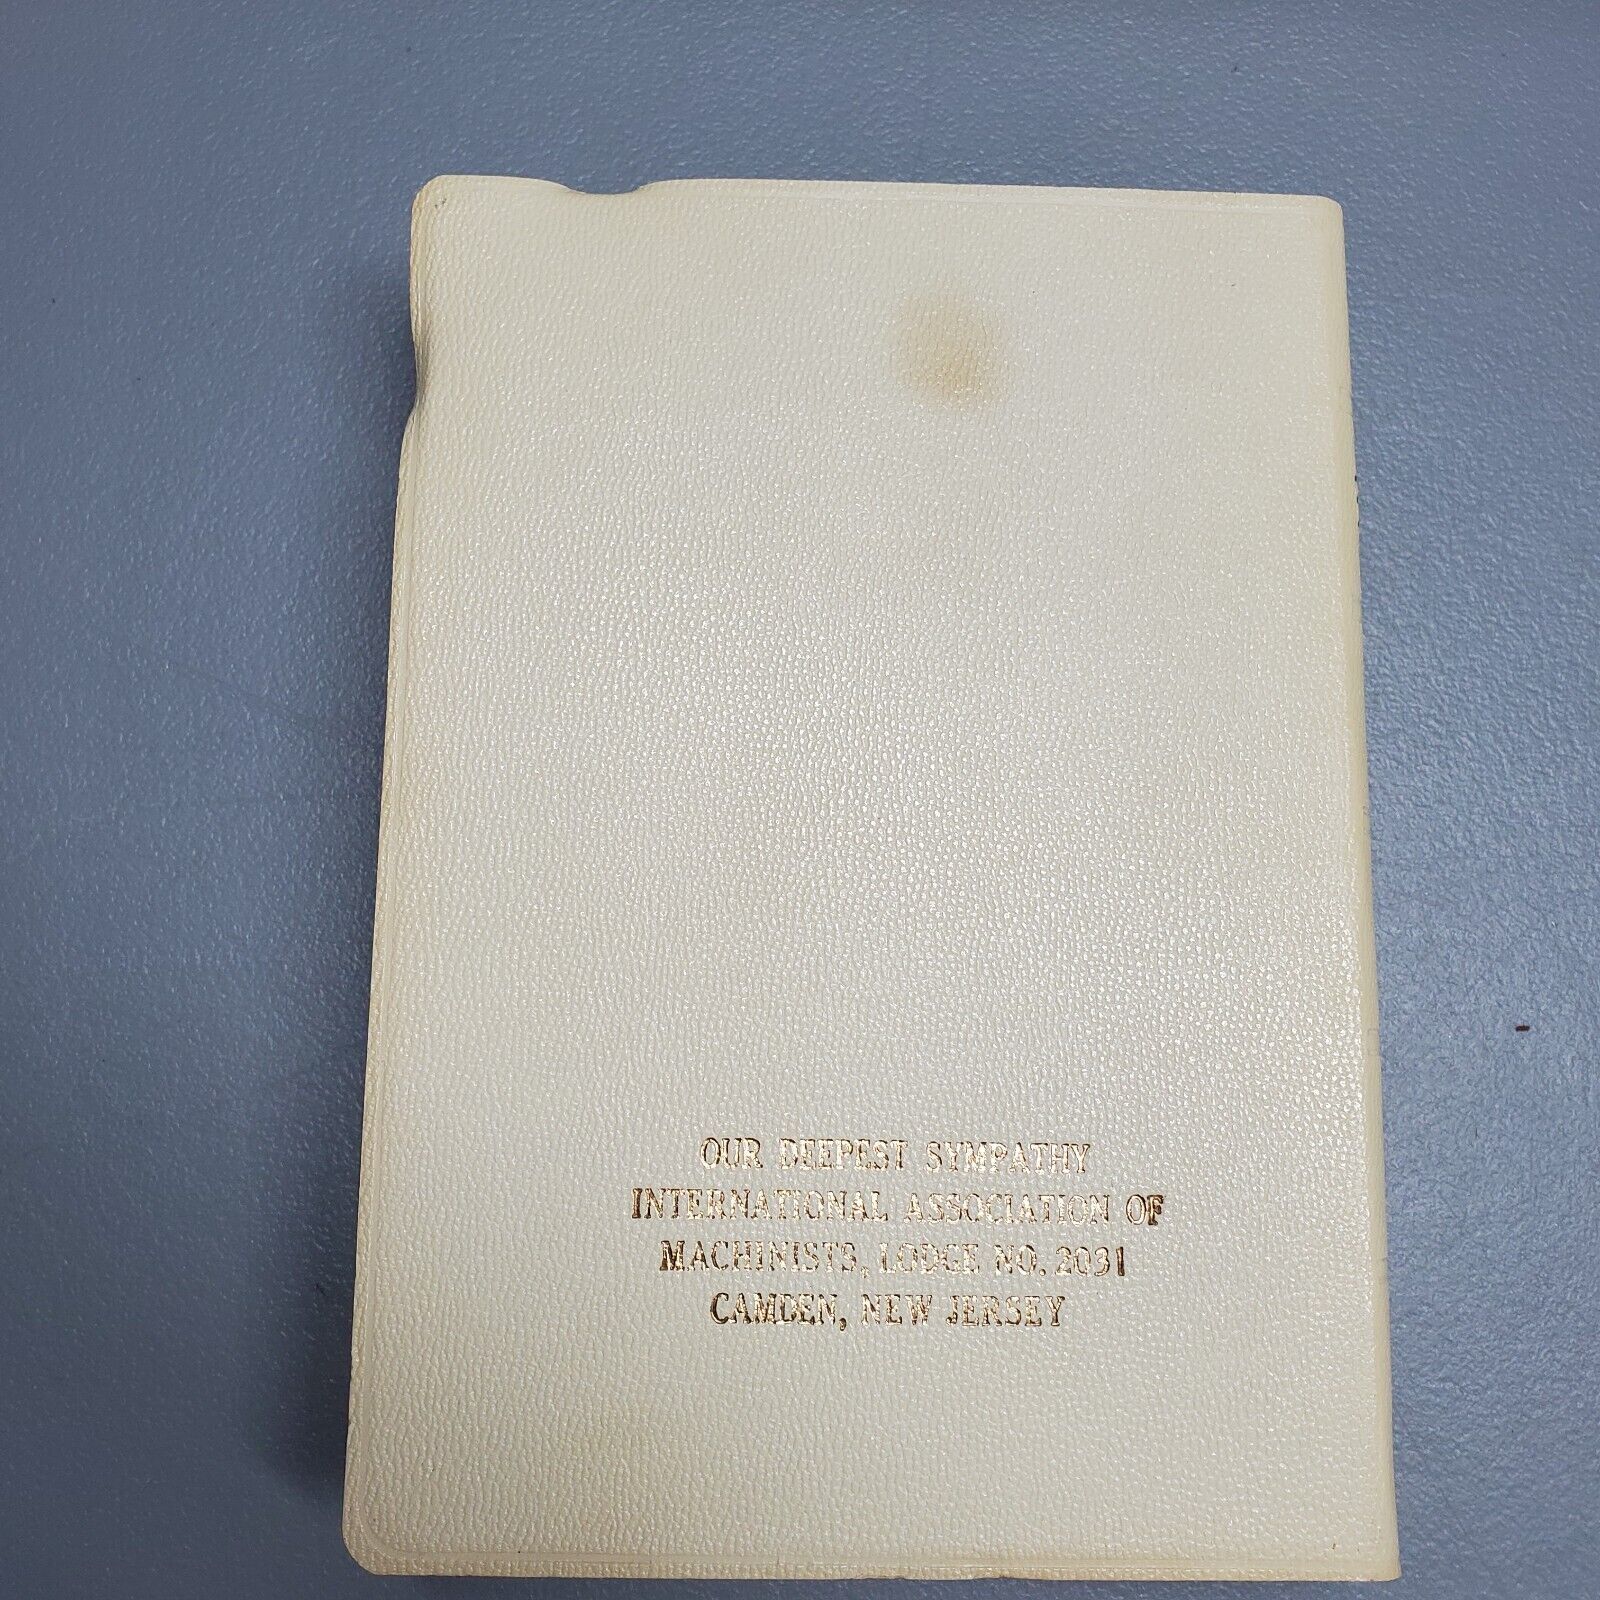 OUR DEEPEST SYMPATHY
INTERNATIONAL ASSOCIATION OF
MACHINISTS, LODGE NO. 2031
CAMDEN, NEW JERSEY